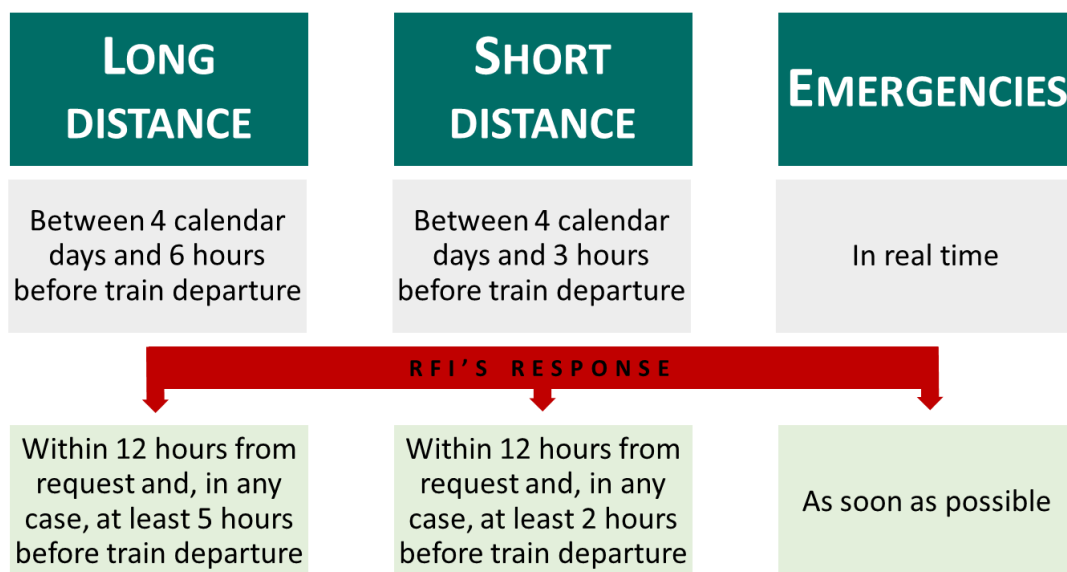 LONG
DISTANCE
Between 4 calendar
days and 6 hours
before train departure
SHORT
DISTANCE
Between 4 calendar
days and 3 hours
before train departure
EMERGENCIES
In real time
RFI'S RESPONSE
Within 12 hours from
request and, in any
case, at least 5 hours
before train departure
Within 12 hours from
request and, in any
case, at least 2 hours
before train departure
As soon as possible